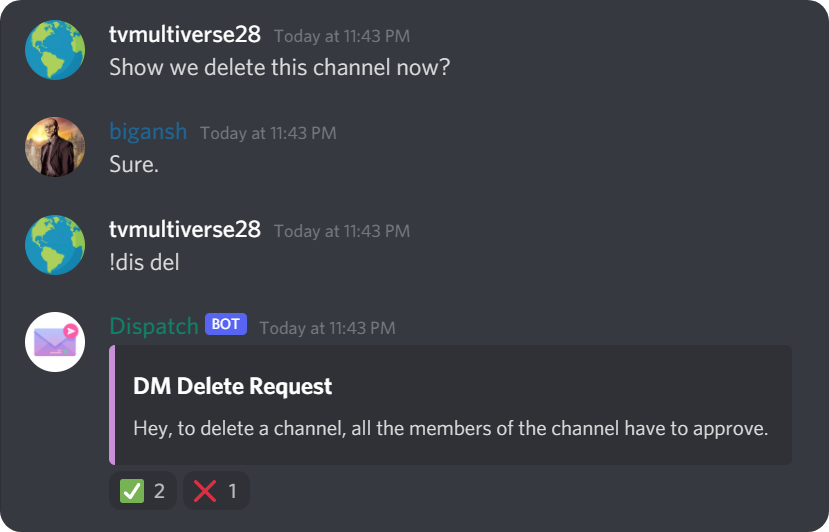 tvmultiverse28 Today at 11:43 PM
Show we delete this channel now?
bigansh Today at 11:43 PM
Sure.
tvmultiverse28 Today at 11:43 PM
!dis del
Dispatch BOT Today at 11:43 PM
DM Delete Request
Hey, to delete a channel, all the members of the channel have to approve.
2 1